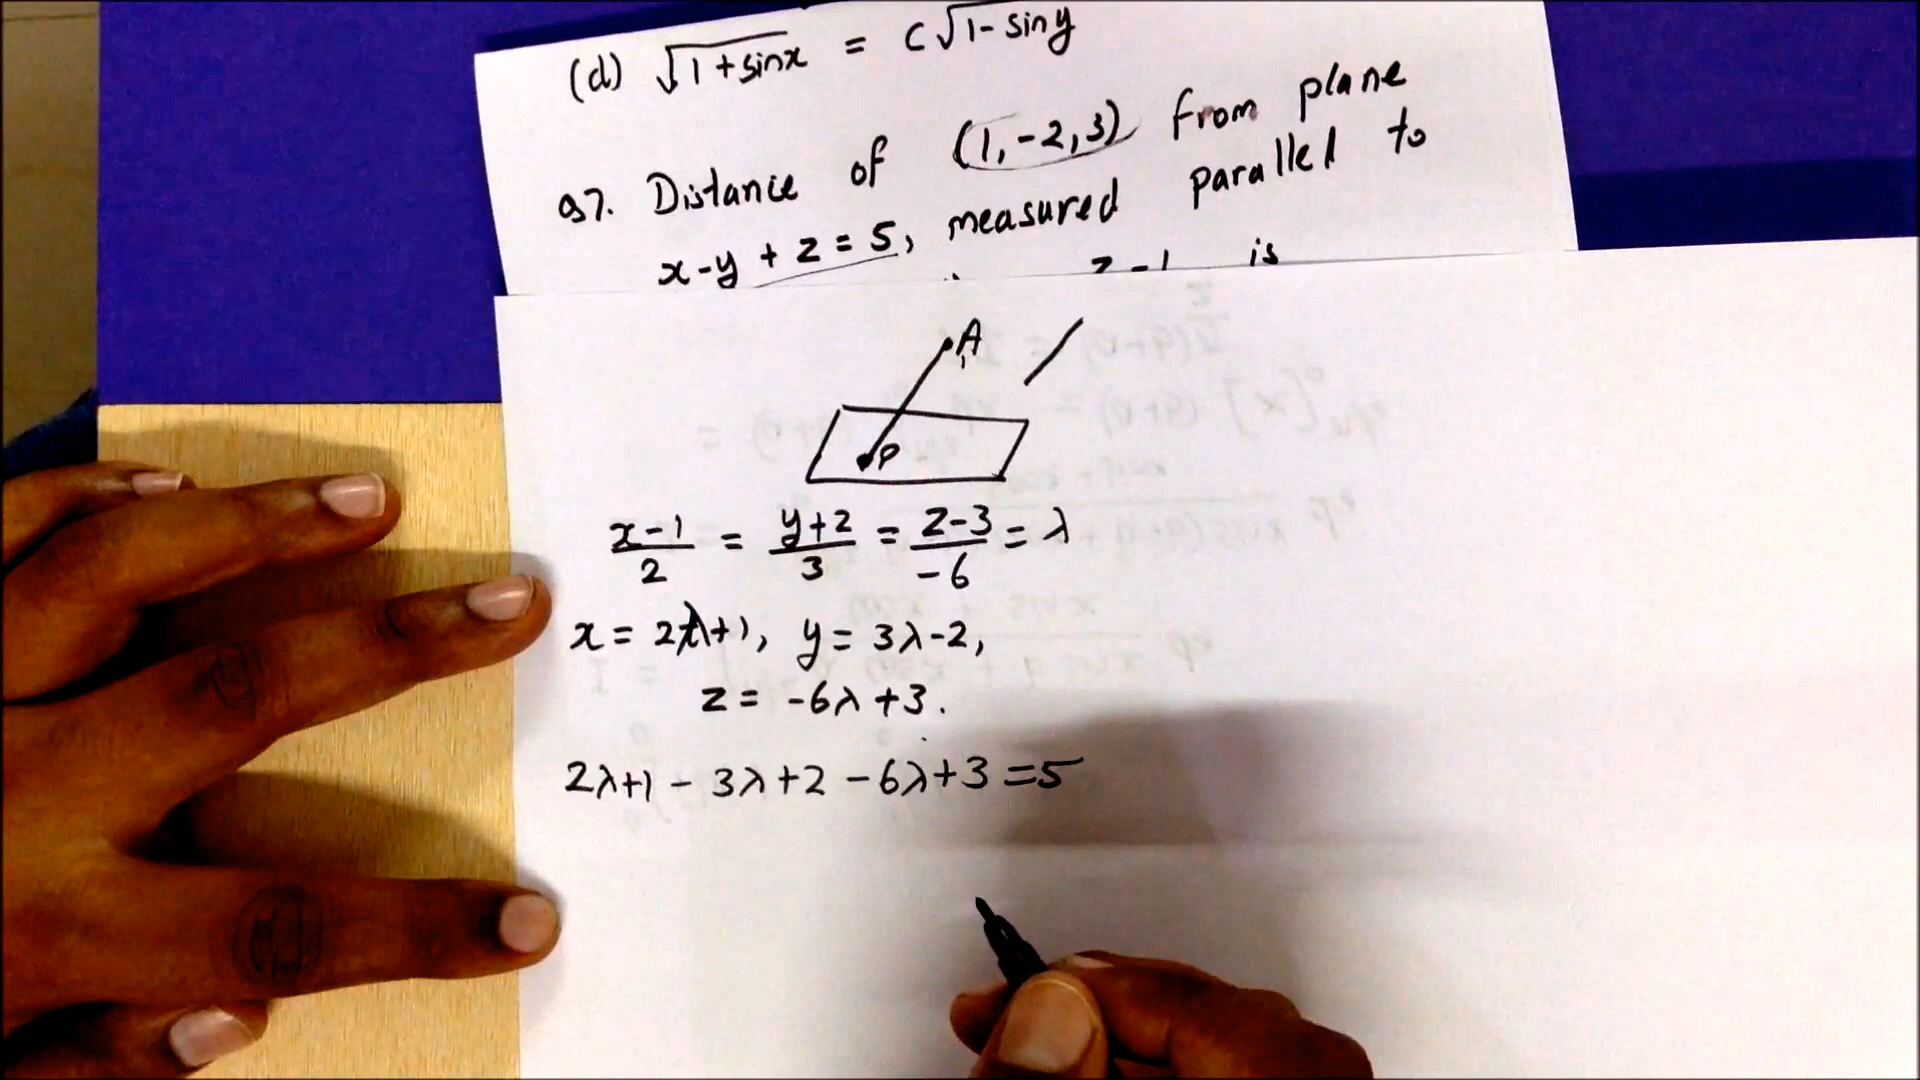 (d) √1+sinx = C√1-siny
Q7. Distance of (1,-2,3) from plane
x-y+z=5, measured parallel to
z-1 is
A
P
x-1/2 = y+2/3 = z-3/-6 = λ
x = 2λ+1, y = 3λ-2,
z = -6λ+3.
2λ+1 - 3λ+2 - 6λ+3 = 5